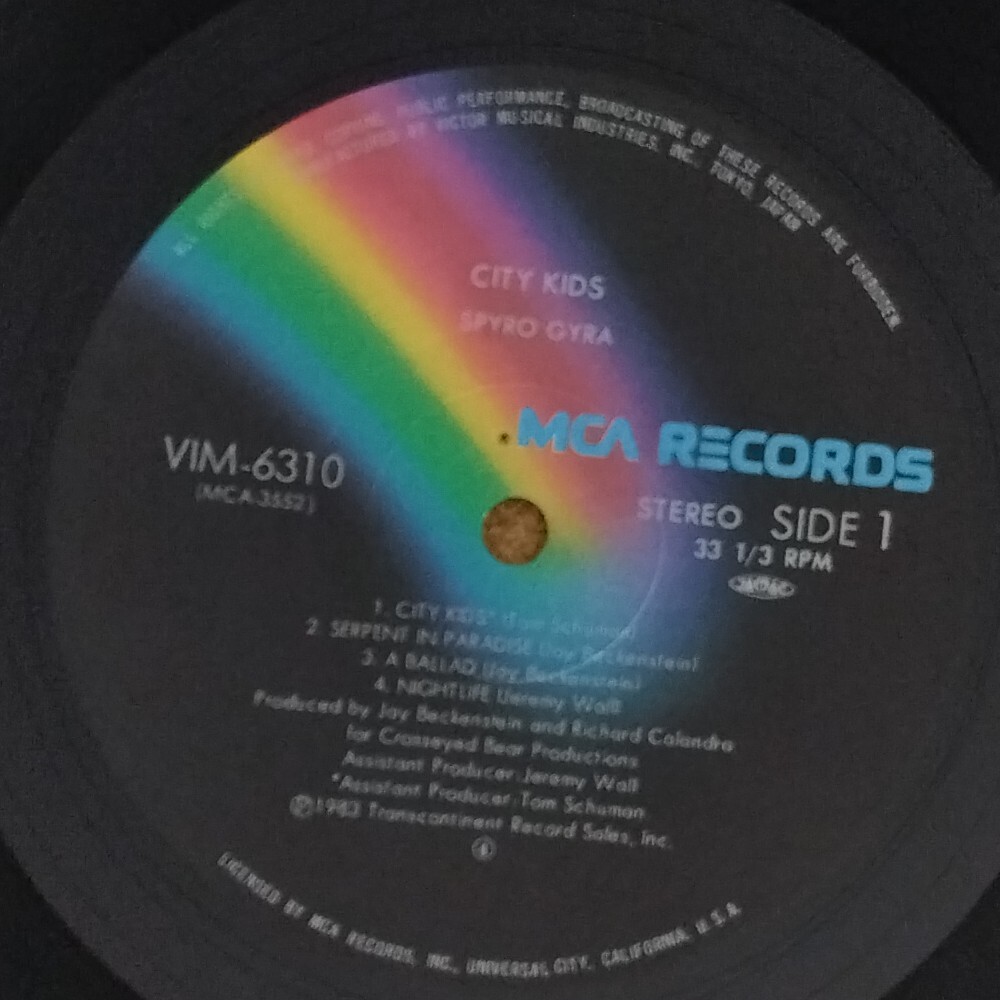 PUBLIC PERFORMANCE, BROADCASTING OF THESE RECORDS ARE FORBIDDEN
BY VICTOR MUSICAL INDUSTRIES, INC. TOKYO, JAPAN
CITY KIDS
SPYRO GYRA
MCA RECORDS
VIM-6310
(MCA-3552)
STEREO SIDE 1
33 1/3 RPM
1. CITY KIDS* (Tom Schuman)
2. SERPENT IN PARADISE (Jay Beckenstein)
3. A BALLAD (Jay Beckenstein)
4. NIGHTLIFE (Jeremy Wall)
Produced by Jay Beckenstein and Richard Calandra
for Crosseyed Bear Productions
Assistant Producer: Jeremy Wall
*Assistant Producer: Tom Schuman
Ⓟ1983 Transcontinent Record Sales, Inc.
LICENSED BY MCA RECORDS, INC., UNIVERSAL CITY, CALIFORNIA, U.S.A.